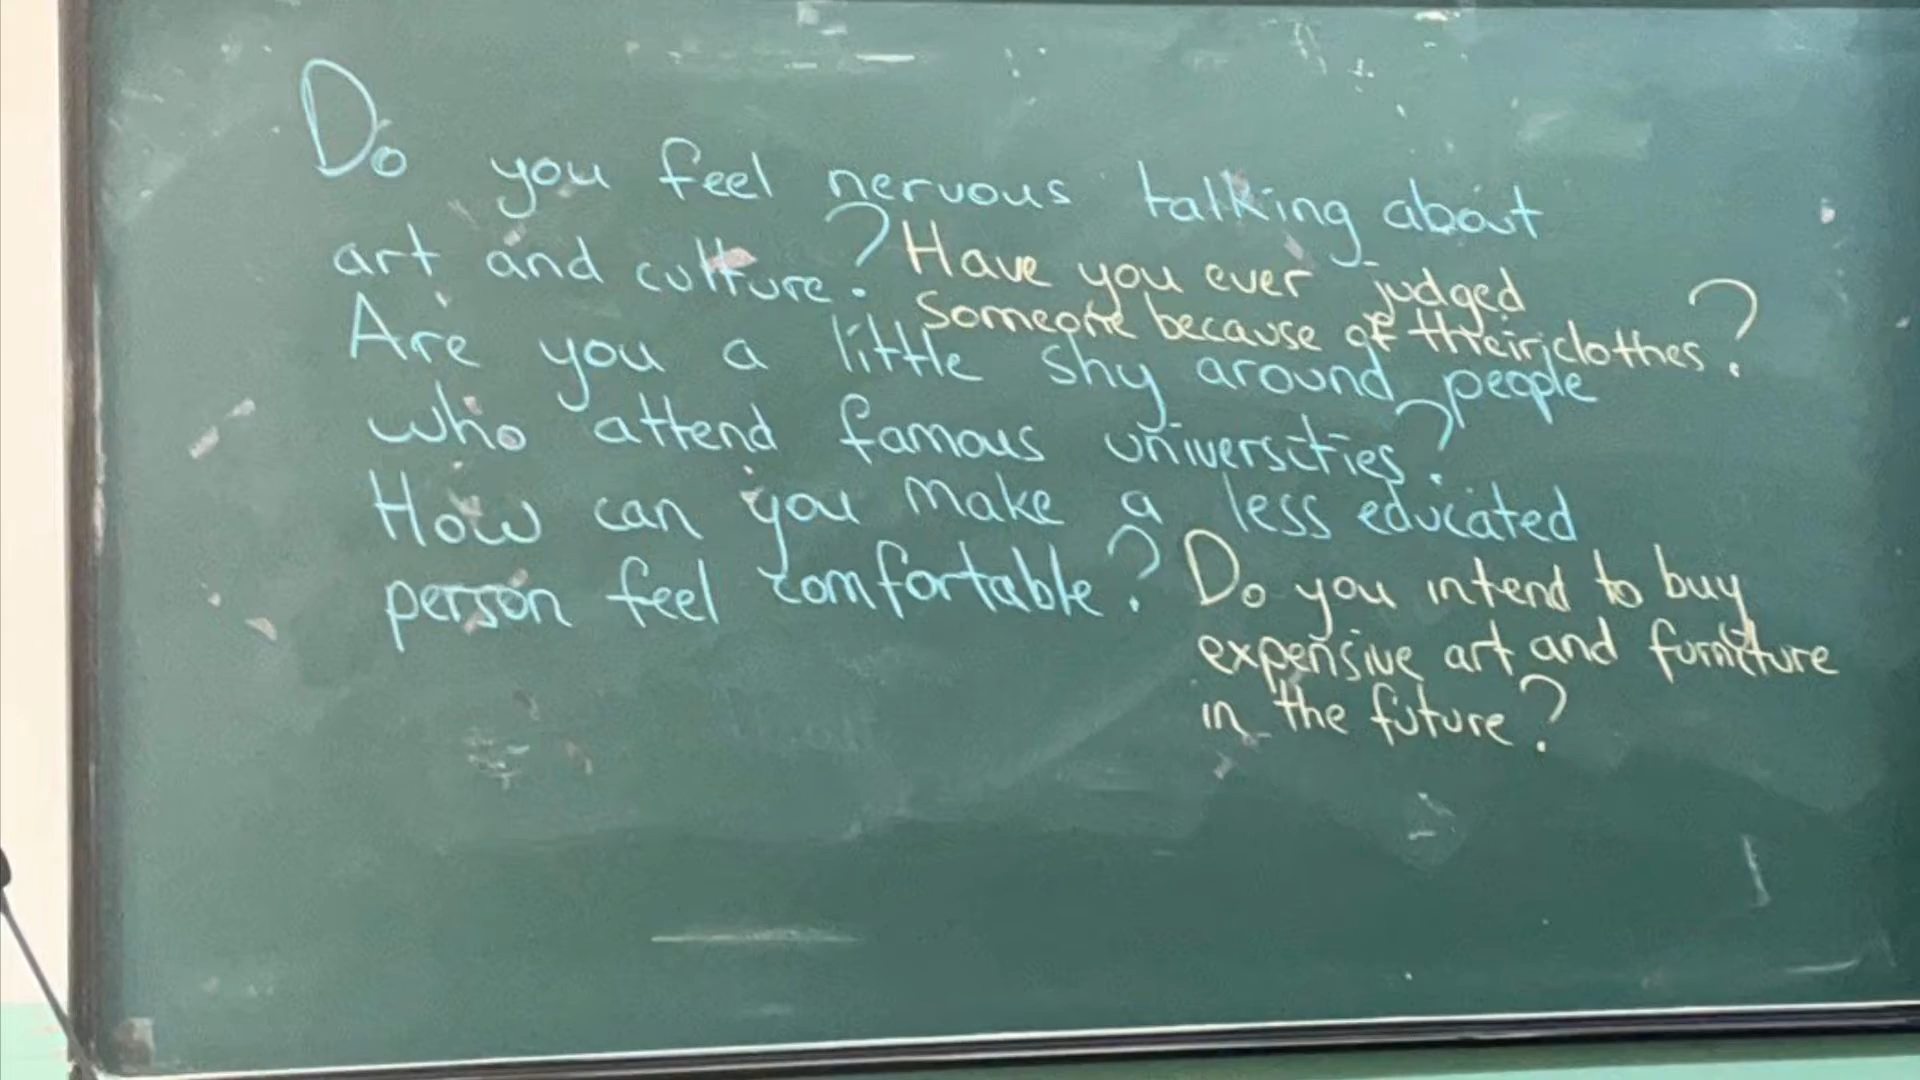 Do you feel nervous talking about
art and culture?
Have you ever judged
someone because of their clothes?
Are you a little shy around people
who attend famous universities?
How can you make a less educated
person feel comfortable?
Do you intend to buy
expensive art and furniture
in the future?